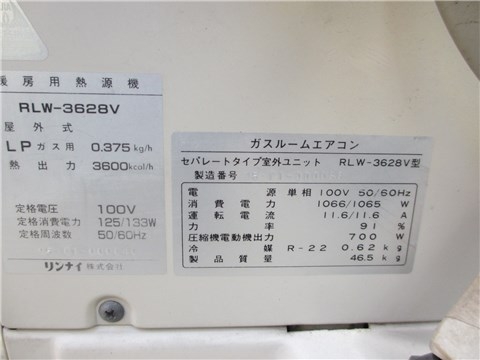 暖房用熱源機
RLW-3628V
屋外式
LPガス用 0.375kg/h
熱出力 3600kcal/h
定格電圧 100V
定格消費電力 125/133W
定格周波数 50/60Hz
リンナイ株式会社
ガスルームエアコン
セパレートタイプ室外ユニット RLW-3628V型
製造番号
電源 単相 100V 50/60Hz
消費電力 1066/1065 W
運転電流 11.6/11.6 A
力率 91 %
圧縮機電動機出力 700 W
冷媒 R-22 0.62 kg
製品質量 46.5 kg